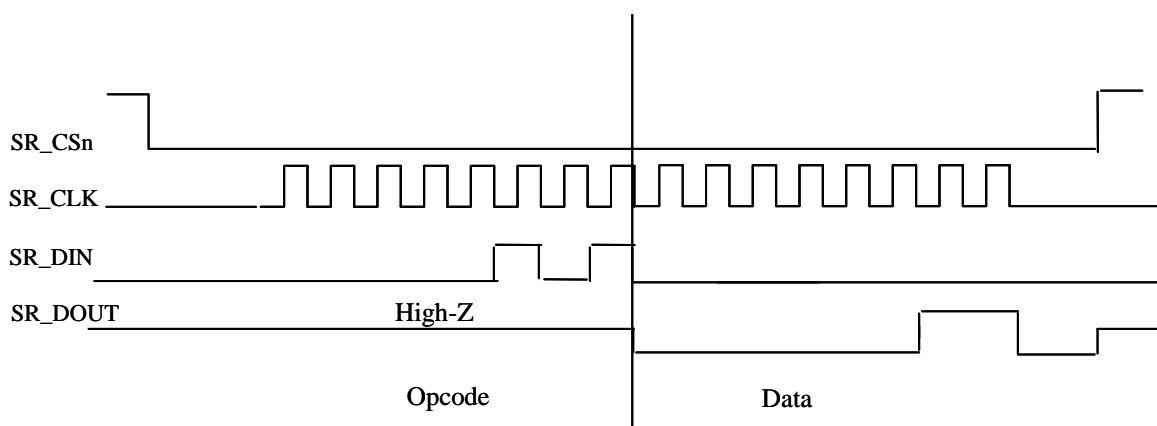 SR_CSn
SR_CLK
SR_DIN
SR_DOUT
High-Z
Opcode
Data